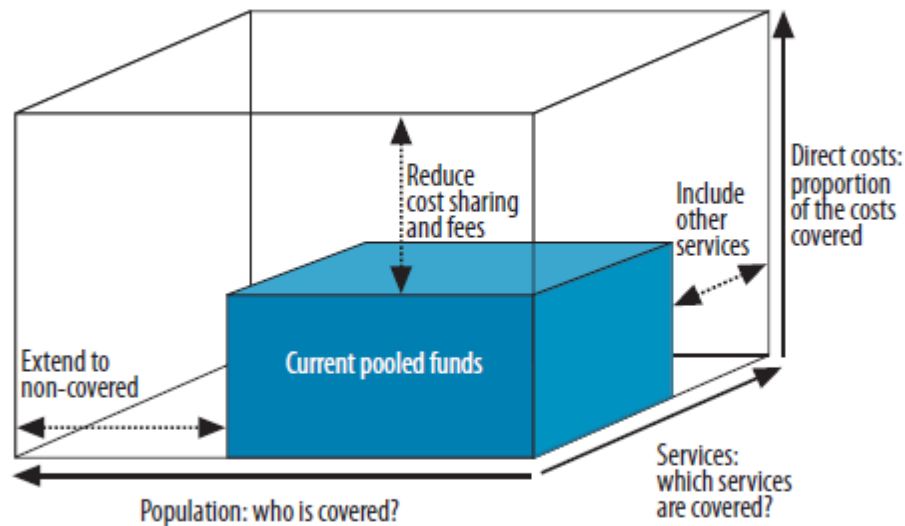 Direct costs:
proportion
of the costs
covered
Reduce
cost sharing
and fees
Include
other
services
Extend to
non-covered
Current pooled funds
Services:
which services
are covered?
Population: who is covered?